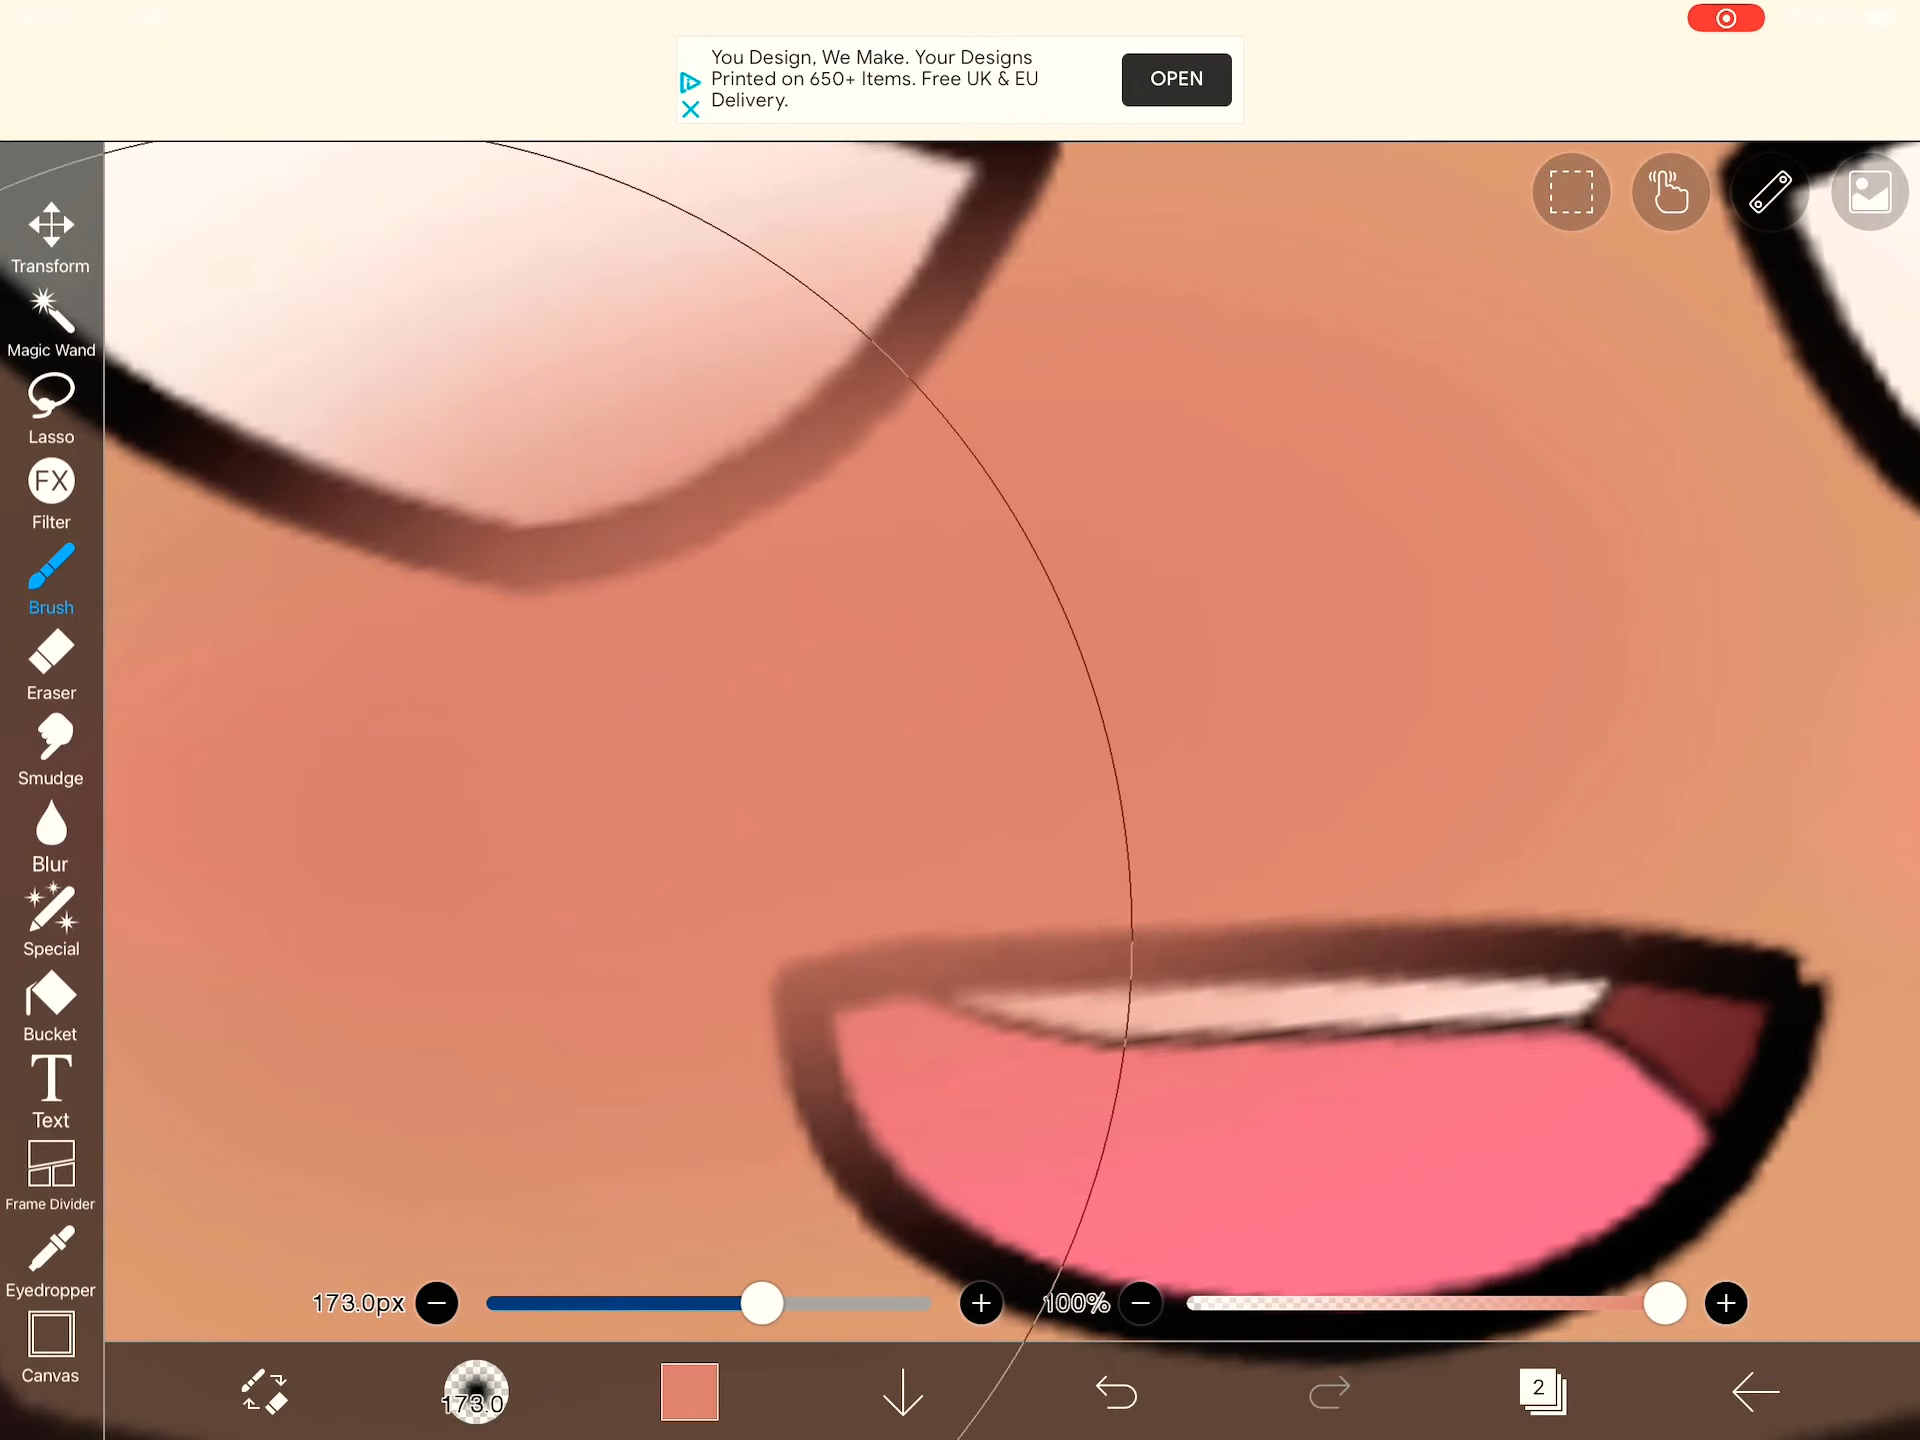 You Design, We Make. Your Designs
Printed on 650+ Items. Free UK & EU
Delivery.
OPEN
Transform
Magic Wand
Lasso
FX
Filter
Brush
Eraser
Smudge
Blur
Special
Bucket
T
Text
Frame Divider
Eyedropper
Canvas
173.0px
100%
173.0
2